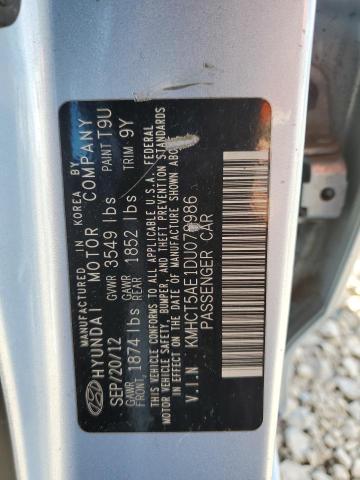 MANUFACTURED IN KOREA BY
HYUNDAI MOTOR COMPANY
SEP/20/12 GVWR 3549 lbs PAINT T9U
GAWR FRONT, 1874 lbs GAWR REAR 1852 lbs TRIM 9Y
THIS VEHICLE CONFORMS TO ALL APPLICABLE U.S.A. FEDERAL
MOTOR VEHICLE SAFETY, BUMPER, AND THEFT PREVENTION STANDARDS
IN EFFECT ON THE DATE OF MANUFACTURE SHOWN ABOVE
V.I.N KMHCT5AE1DU070986
PASSENGER CAR